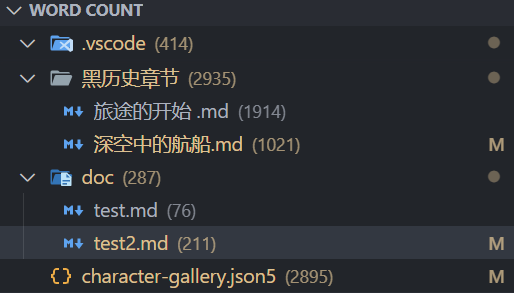 WORD COUNT
.vscode (414)
黑历史章节 (2935)
旅途的开始 .md (1914)
深空中的航船.md (1021) M
doc (287)
test.md (76)
test2.md (211) M
{} character-gallery.json5 (2895) M